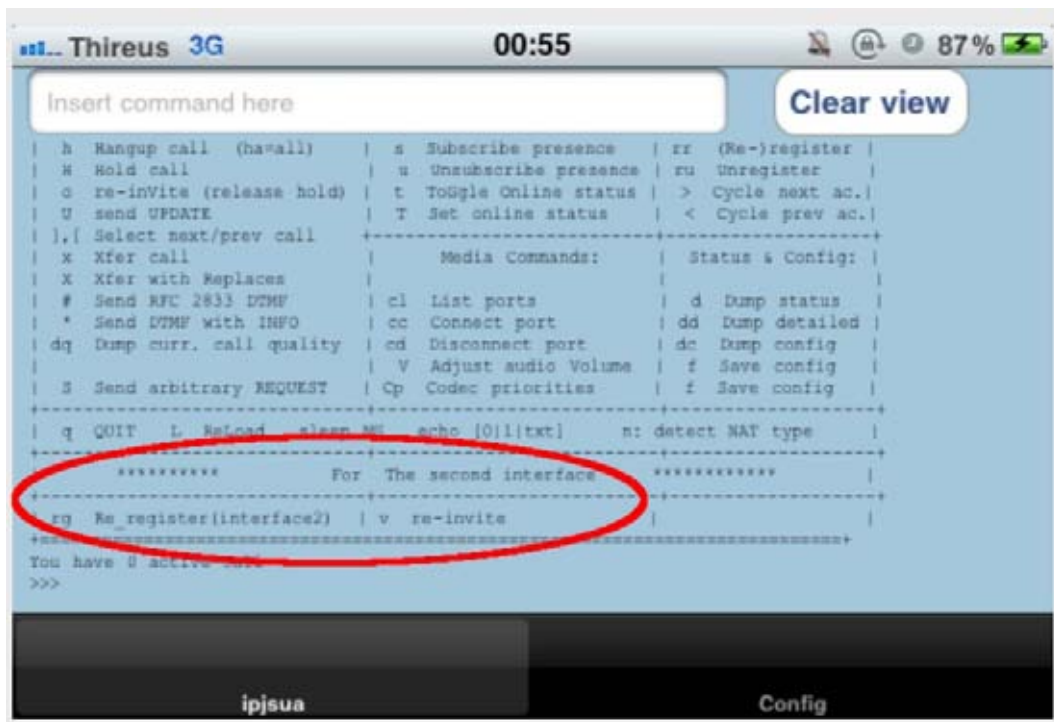 Thireus 3G 00:55 87%
Insert command here Clear view
| h Hangup call (ha=all) | s Subscribe presence | rr (Re-)register |
| H Hold call | u Unsubscribe presence | ru Unregister |
| o re-inVite (release hold) | t ToGgle Online status | > Cycle next ac.|
| U send UPDATE | T Set online status | < Cycle prev ac.|
| ],[ Select next/prev call +--------------------------+-------------------+
| x Xfer call | Media Commands: | Status & Config: |
| X Xfer with Replaces | | |
| # Send RFC 2833 DTMF | cl List ports | d Dump status |
| * Send DTMF with INFO | cc Connect port | dd Dump detailed |
| dq Dump curr. call quality | cd Disconnect port | dc Dump config |
| | V Adjust audio Volume | f Save config |
| S Send arbitrary REQUEST | Cp Codec priorities | f Save config |
+------------------------------+--------------------------+-------------------+
| q QUIT L ReLoad sleep MS echo [0|1|txt] n: detect NAT type |
+------------------------------+--------------------------+-------------------+
| ********** For The second interface ************ |
+------------------------------+--------------------------+-------------------+
| rg Re_register(interface2) | v re-invite | |
+=============================================================================+
You have 0 active
>>>
ipjsua Config